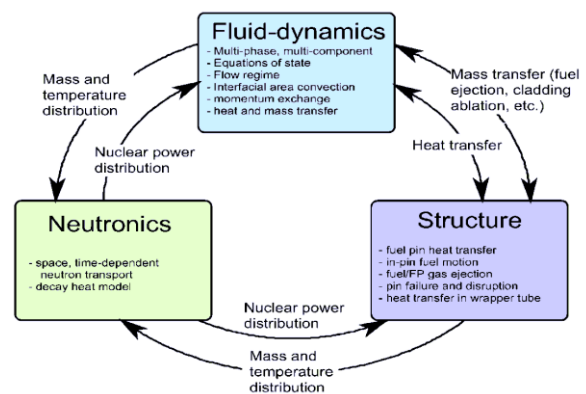 Fluid-dynamics
- Multi-phase, multi-component
- Equations of state
- Flow regime
- Interfacial area convection
- momentum exchange
- heat and mass transfer
Mass and
temperature
distribution
Nuclear power
distribution
Mass transfer (fuel
ejection, cladding
ablation, etc.)
Heat transfer
Neutronics
- space, time-dependent
neutron transport
- decay heat model
Structure
- fuel pin heat transfer
- in-pin fuel motion
- fuel/FP gas ejection
- pin failure and disruption
- heat transfer in wrapper tube
Nuclear power
distribution
Mass and
temperature
distribution